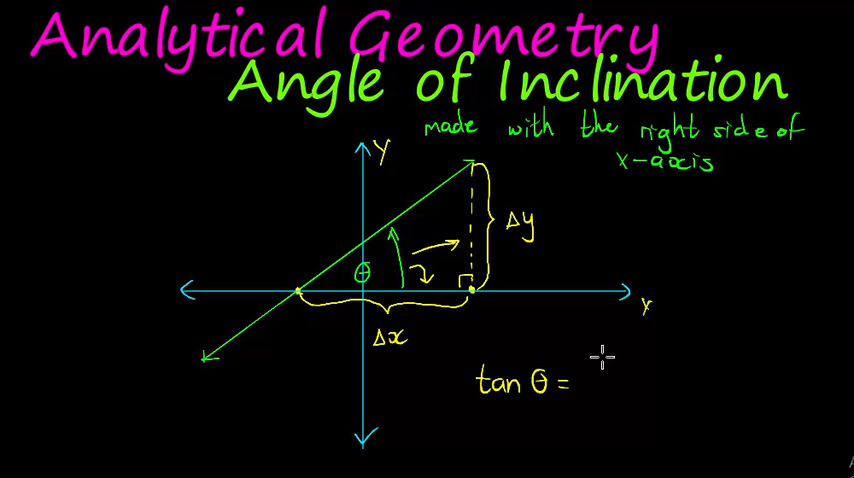 Analytical Geometry
Angle of Inclination
made with the right side of
x-axis
y
Δy
θ
x
Δx
tan θ =